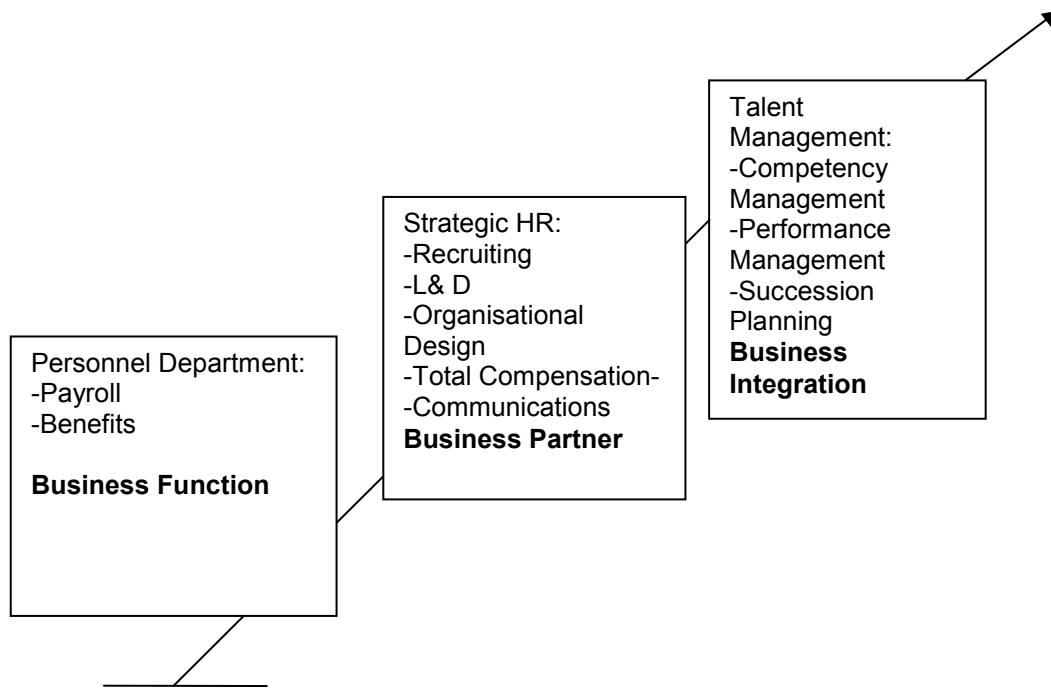 Personnel Department:
-Payroll
-Benefits
Business Function
Strategic HR:
-Recruiting
-L& D
-Organisational
Design
-Total Compensation-
-Communications
Business Partner
Talent
Management:
-Competency
Management
-Performance
Management
-Succession
Planning
Business
Integration